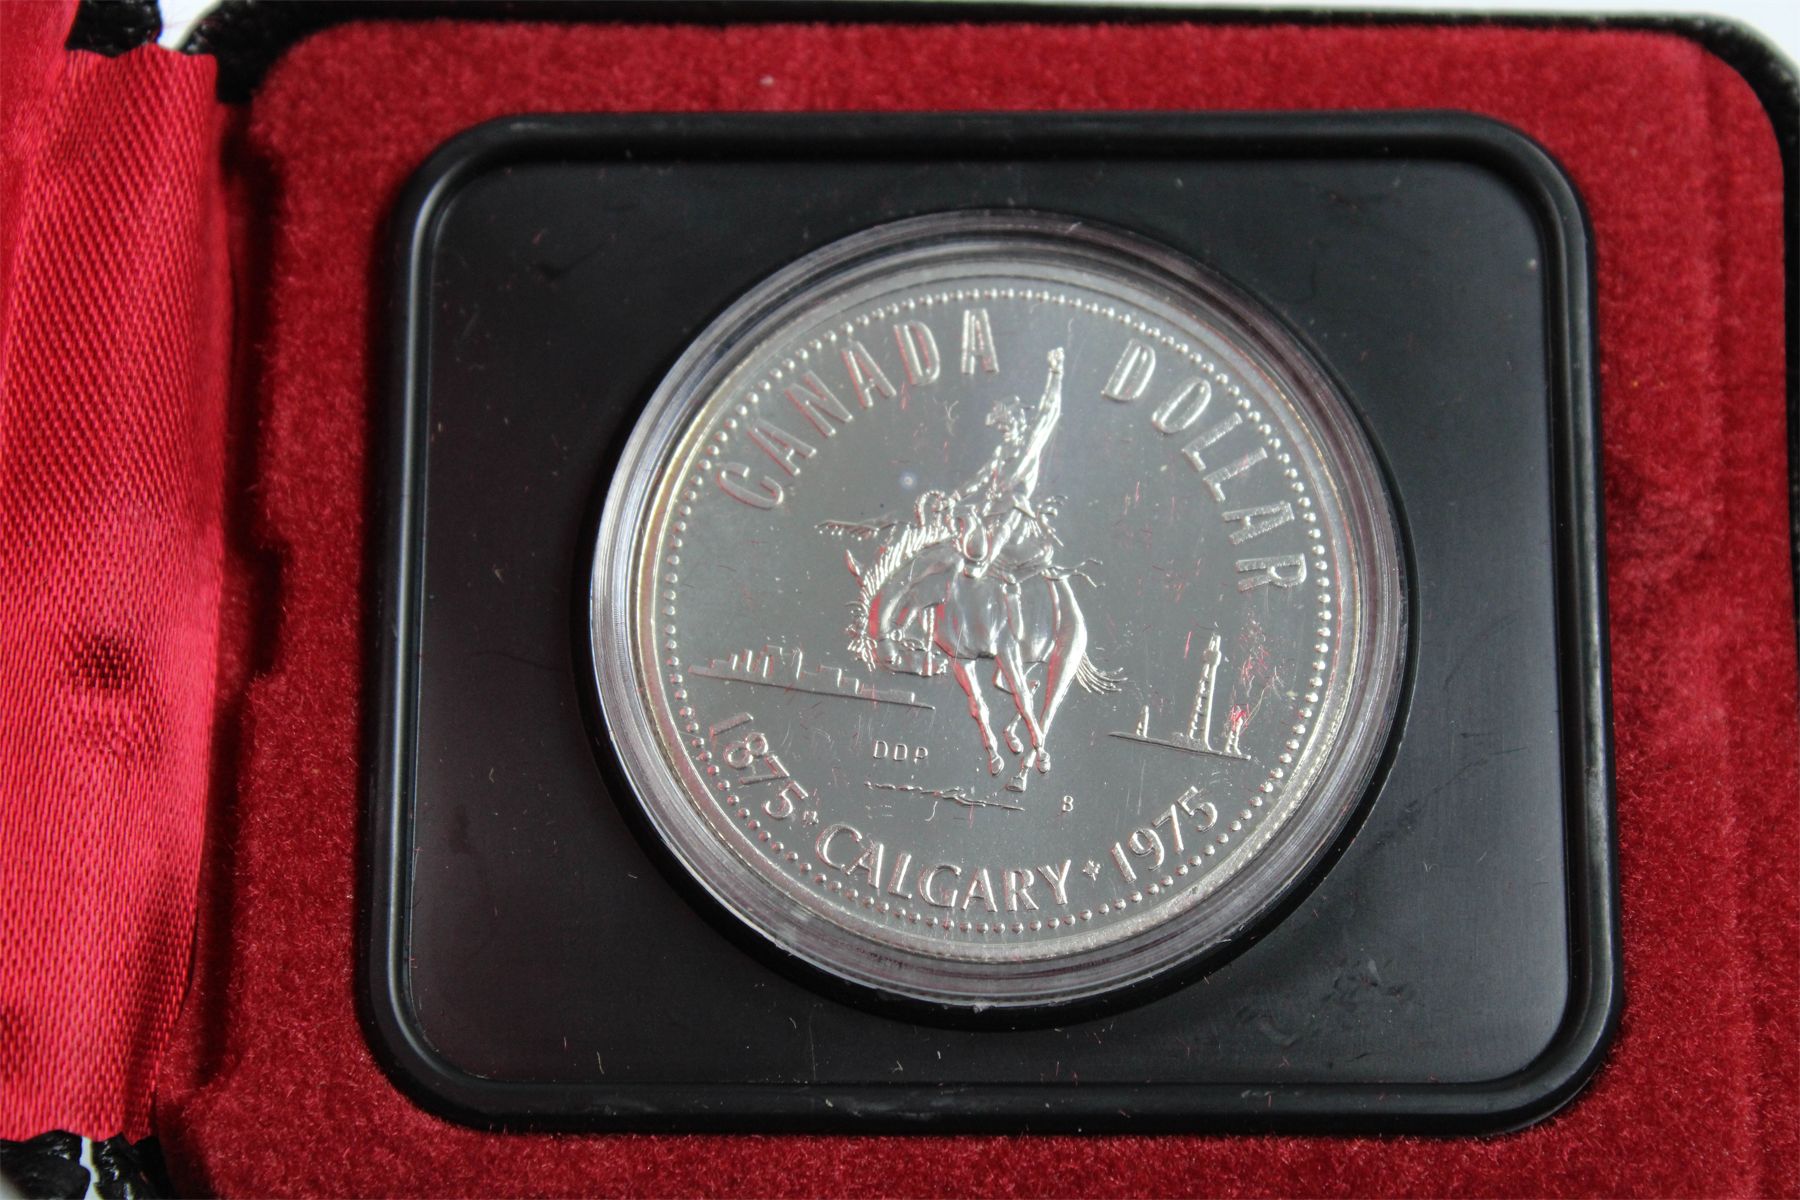 CANADA DOLLAR
DDP
B
1875 CALGARY 1975